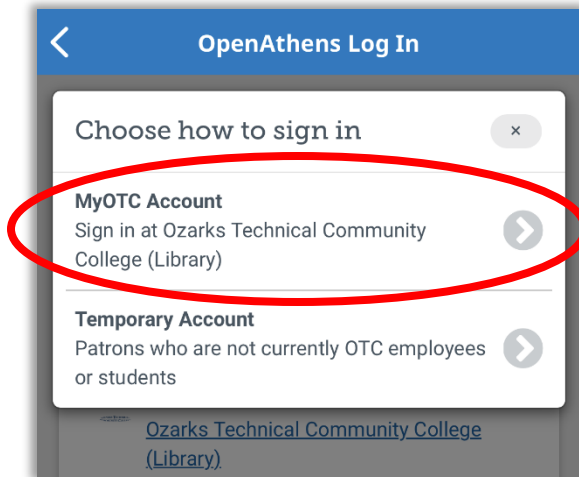 OpenAthens Log In
Choose how to sign in
×
MyOTC Account
Sign in at Ozarks Technical Community
College (Library)
Temporary Account
Patrons who are not currently OTC employees
or students
Ozarks Technical Community College
(Library)